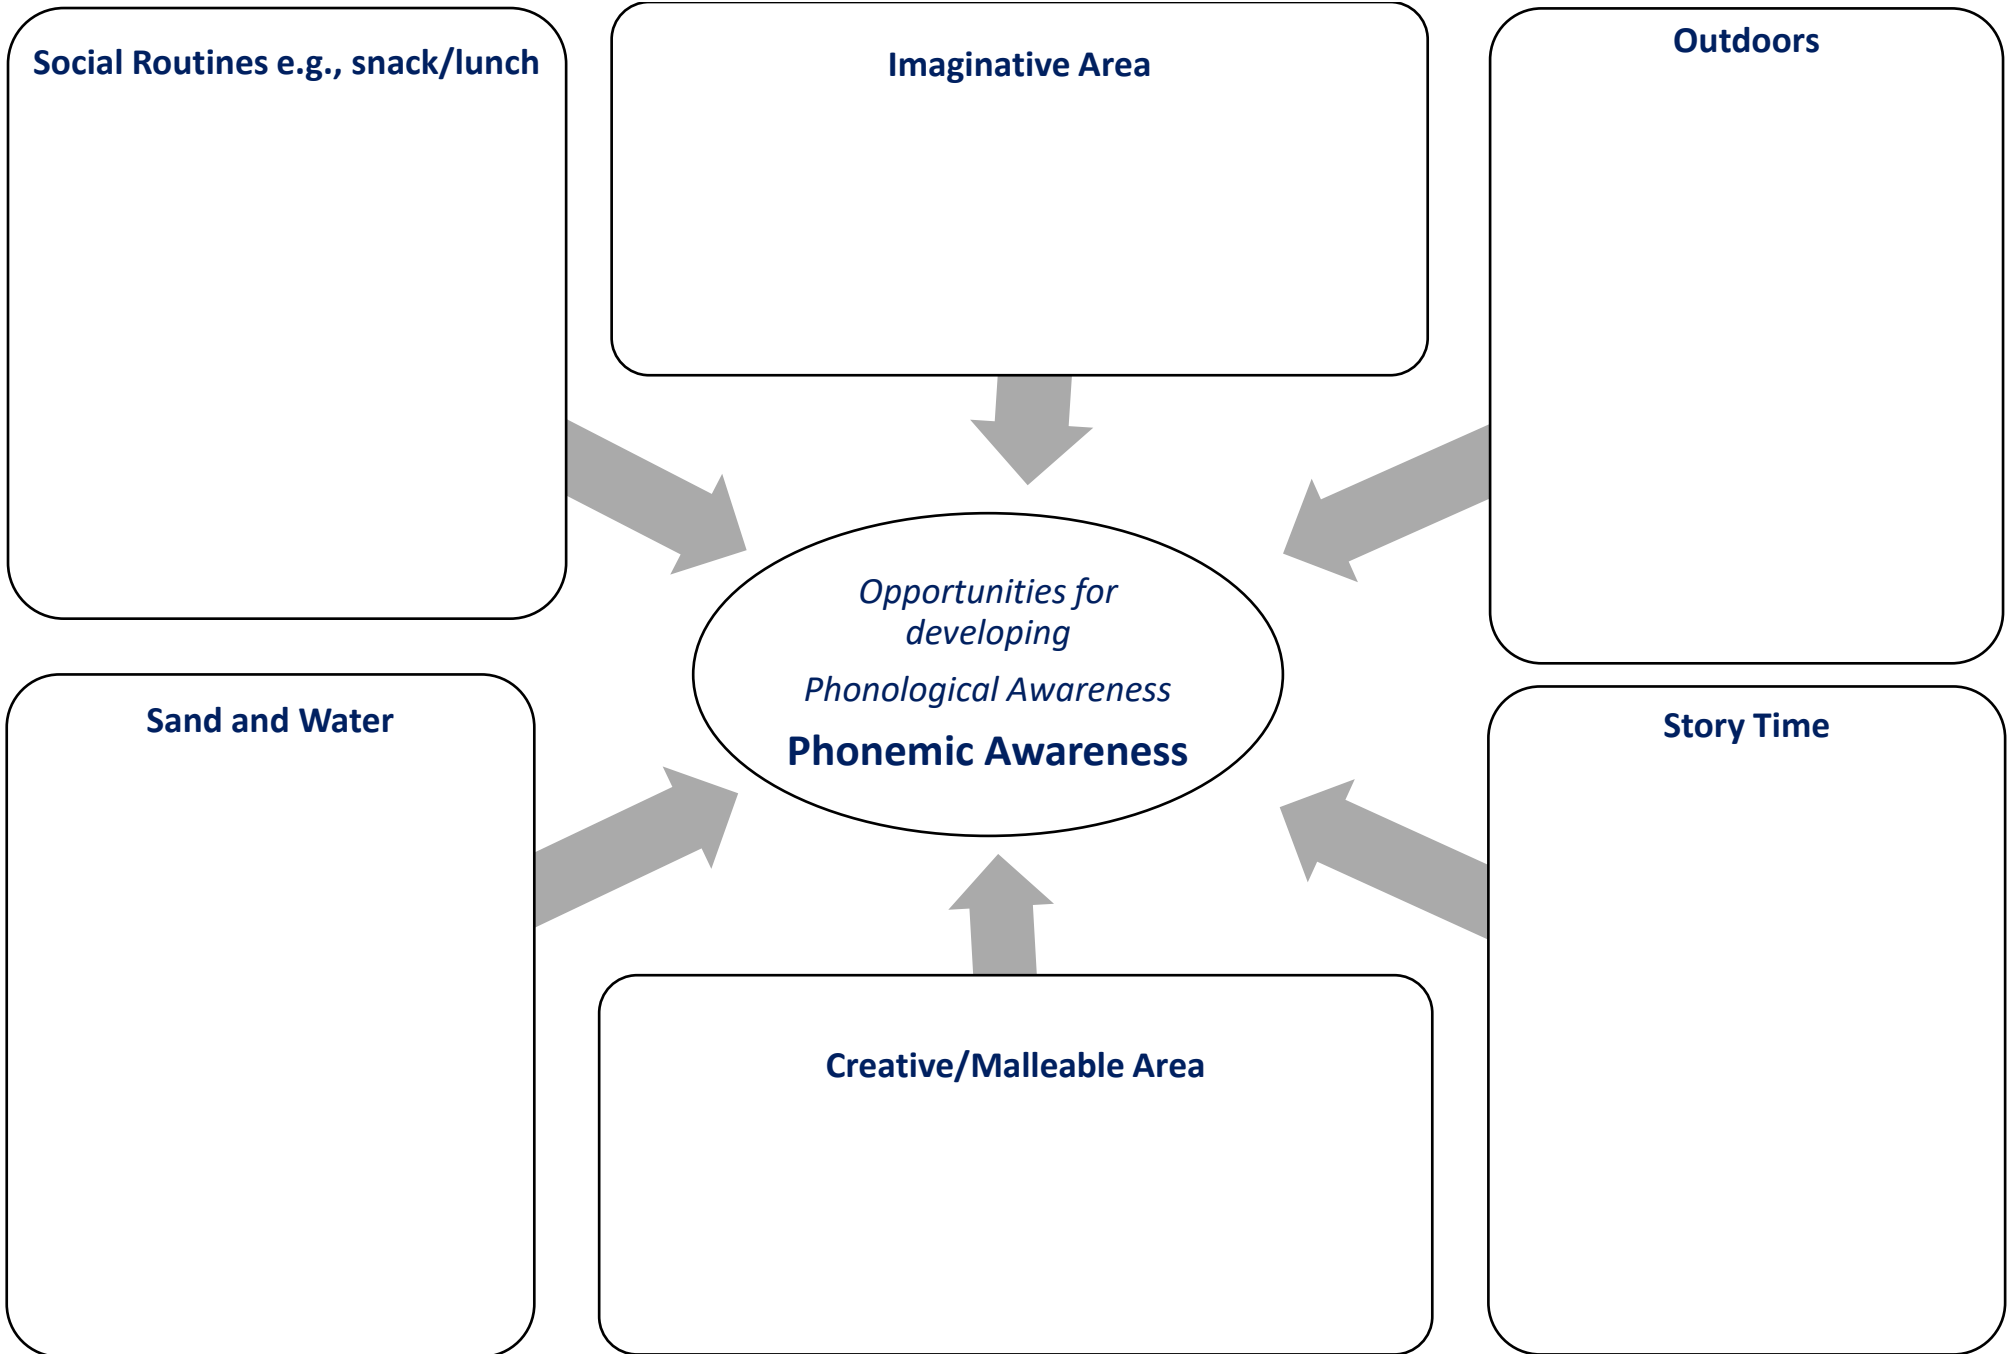 Social Routines e.g., snack/lunch
Imaginative Area
Outdoors
Opportunities for
developing
Phonological Awareness
Phonemic Awareness
Sand and Water
Story Time
Creative/Malleable Area